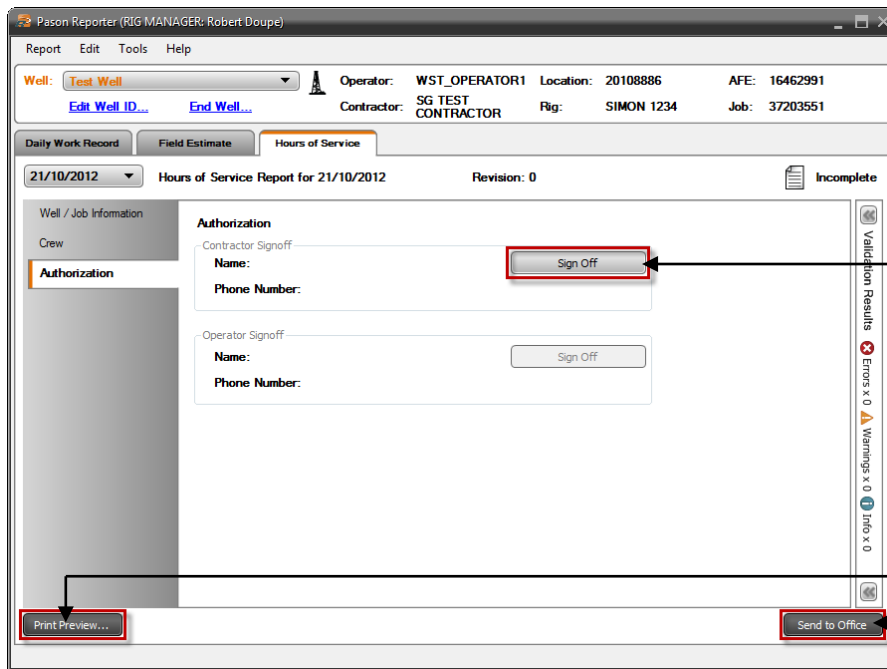 Pason Reporter (RIG MANAGER: Robert Doupe)
Report Edit Tools Help
Well: Test Well Operator: WST_OPERATOR1 Location: 20108886 AFE: 16462991
Edit Well ID... End Well... Contractor: SG TEST CONTRACTOR Rig: SIMON 1234 Job: 37203551
Daily Work Record Field Estimate Hours of Service
21/10/2012 Hours of Service Report for 21/10/2012 Revision: 0 Incomplete
Well / Job Information
Crew
Authorization
Authorization
Contractor Signoff
Name: Sign Off
Phone Number:
Operator Signoff
Name: Sign Off
Phone Number:
Validation Results Errors x 0 Warnings x 0 Info x 0
Print Preview... Send to Office